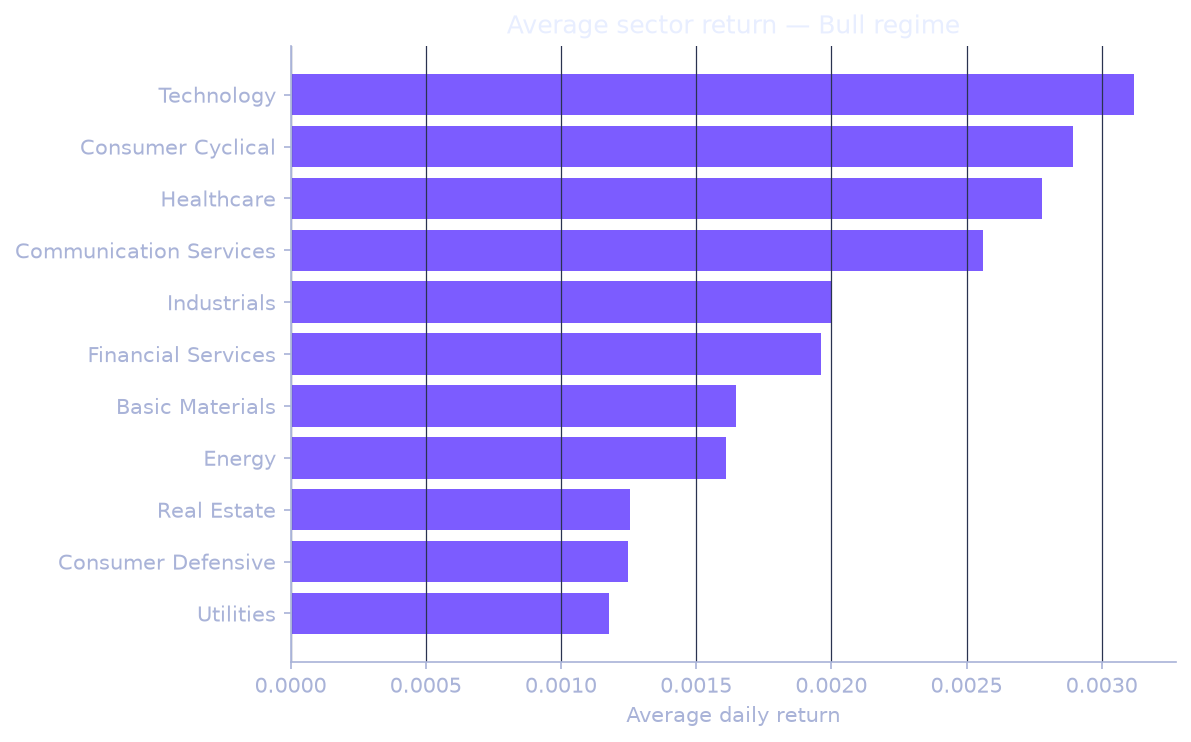 Average sector return — Bull regime
Technology
Consumer Cyclical
Healthcare
Communication Services
Industrials
Financial Services
Basic Materials
Energy
Real Estate
Consumer Defensive
Utilities
0.0000 0.0005 0.0010 0.0015 0.0020 0.0025 0.0030
Average daily return